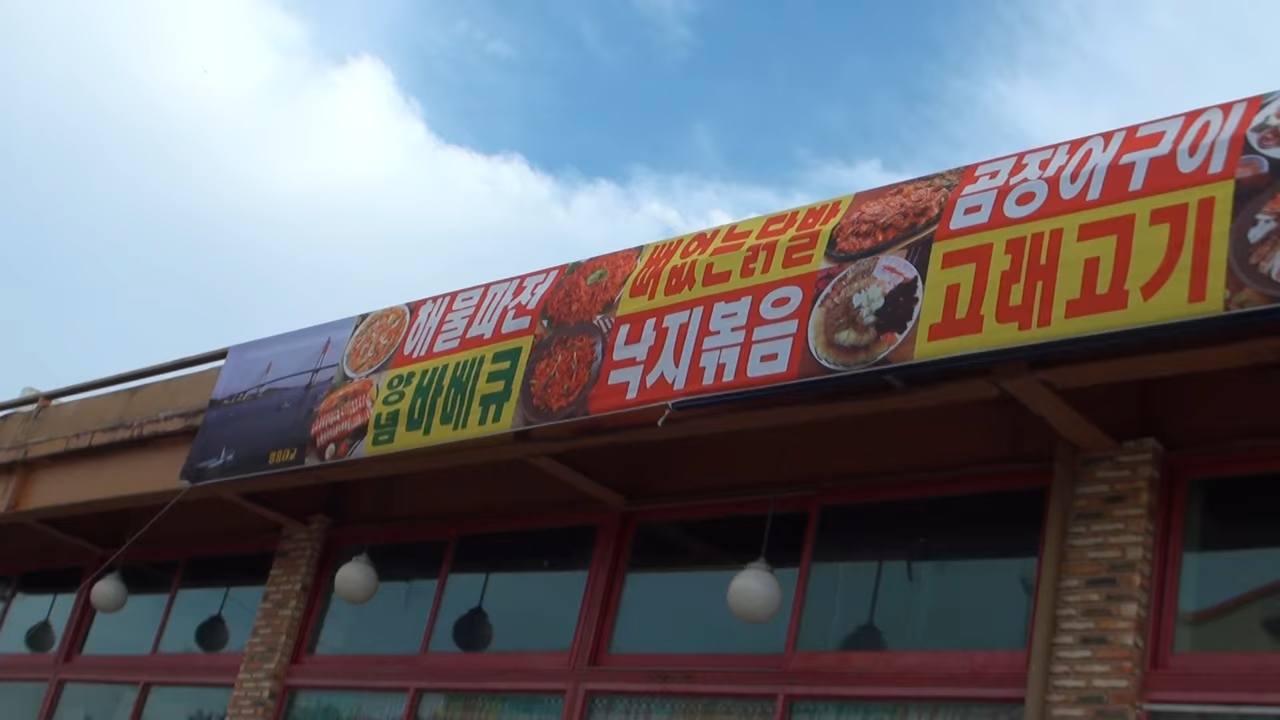 해물파전
양념바베큐
뼈없는닭발
낙지볶음
곰장어구이
고래고기